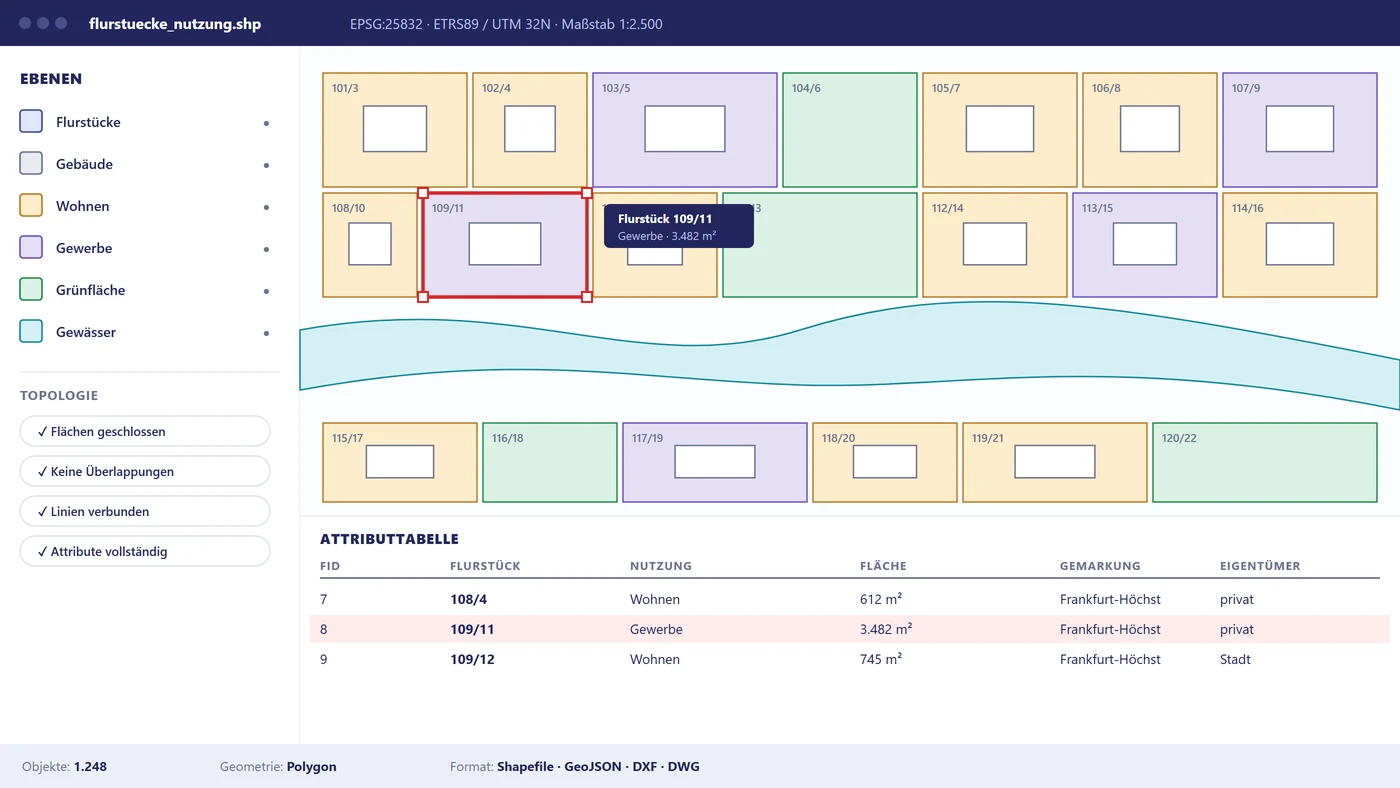 flurstuecke_nutzung.shp
EPSG:25832 · ETRS89 / UTM 32N · Maßstab 1:2.500
EBENEN
Flurstücke
Gebäude
Wohnen
Gewerbe
Grünfläche
Gewässer
TOPOLOGIE
✓ Flächen geschlossen
✓ Keine Überlappungen
✓ Linien verbunden
✓ Attribute vollständig
101/3 102/4 103/5 104/6 105/7 106/8 107/9
108/10 109/11 112/14 113/15 114/16
Flurstück 109/11
Gewerbe · 3.482 m²
115/17 116/18 117/19 118/20 119/21 120/22
ATTRIBUTTABELLE
FID FLURSTÜCK NUTZUNG FLÄCHE GEMARKUNG EIGENTÜMER
7 108/4 Wohnen 612 m² Frankfurt-Höchst privat
8 109/11 Gewerbe 3.482 m² Frankfurt-Höchst privat
9 109/12 Wohnen 745 m² Frankfurt-Höchst Stadt
Objekte: 1.248 Geometrie: Polygon Format: Shapefile · GeoJSON · DXF · DWG